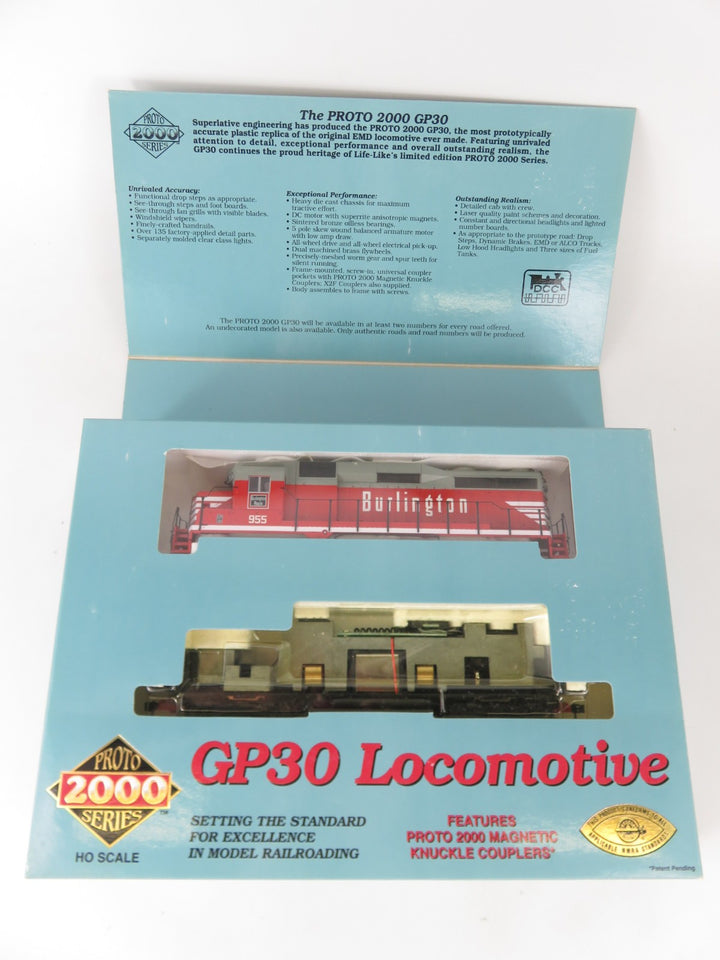 PROTO
2000
SERIES
The PROTO 2000 GP30
Superlative engineering has produced the PROTO 2000 GP30, the most prototypically
accurate plastic replica of the original EMD locomotive ever made. Featuring unrivaled
attention to detail, exceptional performance and overall outstanding realism, the
GP30 continues the proud heritage of Life-Like's limited edition PROTO 2000 Series.
Unrivaled Accuracy:
• Functional drop steps as appropriate.
• See-through steps and foot boards.
• See-through fan grills with visible blades.
• Windshield wipers.
• Finely-crafted handrails.
• Over 135 factory-applied detail parts.
• Separately molded clear class lights.
Exceptional Performance:
• Heavy die cast chassis for maximum
tractive effort.
• DC motor with superrite anisotropic magnets.
• Sintered bronze oilless bearings.
• 5 pole skew wound balanced armature motor
with low amp draw.
• All-wheel drive and all-wheel electrical pick-up.
• Dual machined brass flywheels.
• Precisely-meshed worm gear and spur teeth for
silent running.
• Frame-mounted, screw-in, universal coupler
pockets with PROTO 2000 Magnetic Knuckle
Couplers; X2F Couplers also supplied.
• Body assembles to frame with screws.
Outstanding Realism:
• Detailed cab with crew.
• Laser quality paint schemes and decoration.
• Constant and directional headlights and lighted
number boards.
• As appropriate to the prototype road: Drop
Steps, Dynamic Brakes, EMD or ALCO Trucks,
Low Hood Headlights and Three sizes of Fuel
Tanks.
DCC
The PROTO 2000 GP30 will be available in at least two numbers for every road offered.
An undecorated model is also available. Only authentic roads and road numbers will be produced.
Burlington
955
PROTO
2000
SERIES
™
HO SCALE
GP30 Locomotive
SETTING THE STANDARD
FOR EXCELLENCE
IN MODEL RAILROADING
FEATURES
PROTO 2000 MAGNETIC
KNUCKLE COUPLERS*
THIS PRODUCT CONFORMS TO ALL
APPLICABLE NMRA STANDARDS
*Patent Pending